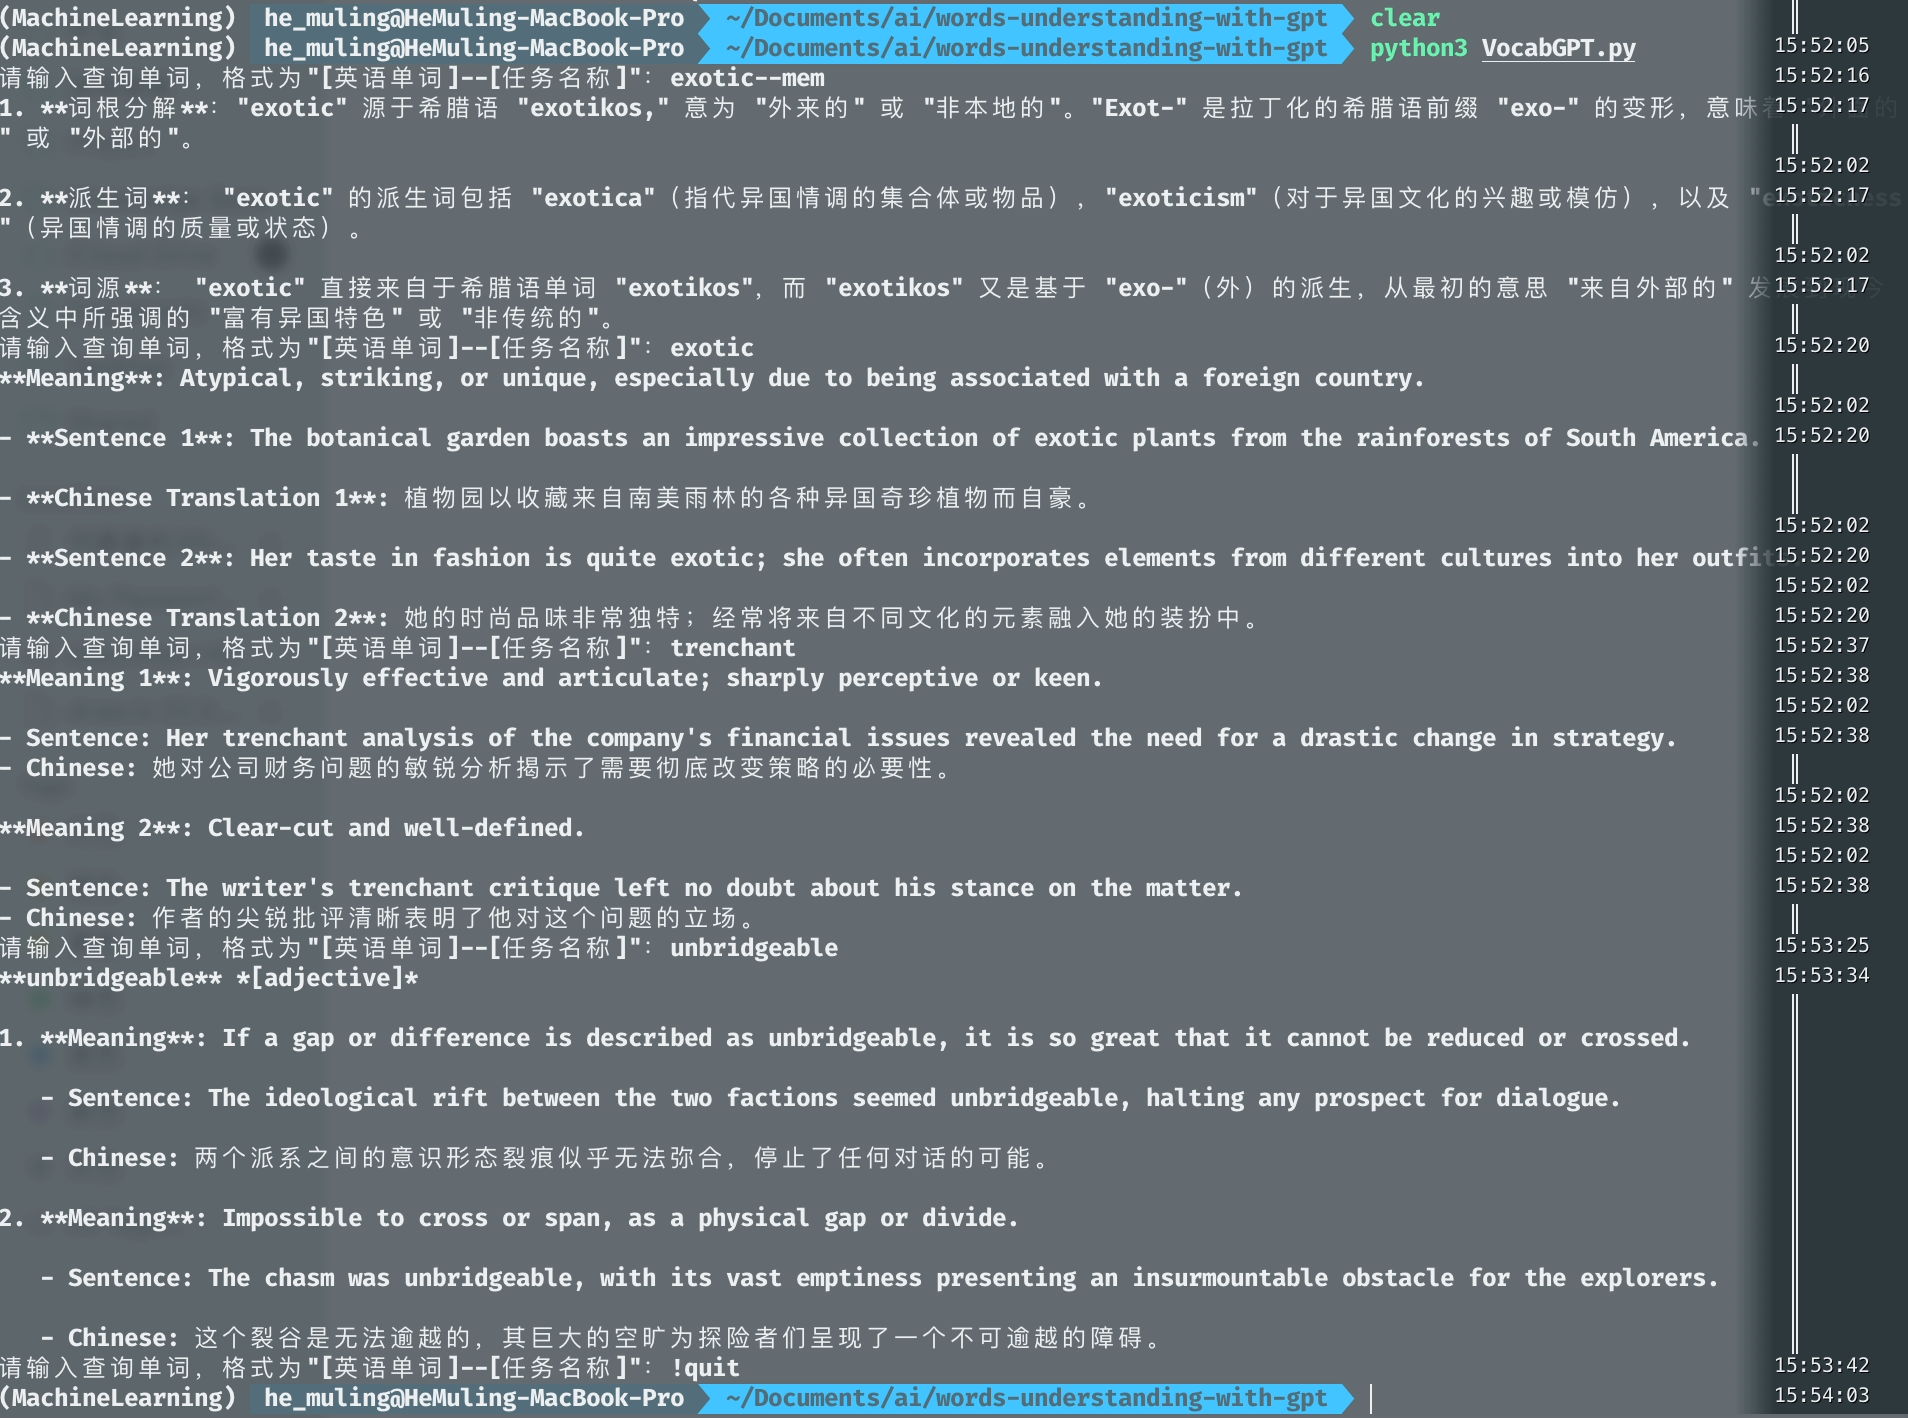 (MachineLearning) he_muling@HeMuling-MacBook-Pro ~/Documents/ai/words-understanding-with-gpt clear
(MachineLearning) he_muling@HeMuling-MacBook-Pro ~/Documents/ai/words-understanding-with-gpt python3 VocabGPT.py 15:52:05
请输入查询单词，格式为"[英语单词]--[任务名称]"：exotic--mem 15:52:16
1. **词根分解**："exotic" 源于希腊语 "exotikos," 意为 "外来的" 或 "非本地的"。"Exot-" 是拉丁化的希腊语前缀 "exo-" 的变形，意味 15:52:17
" 或 "外部的"。
15:52:02
2. **派生词**： "exotic" 的派生词包括 "exotica"（指代异国情调的集合体或物品），"exoticism"（对于异国文化的兴趣或模仿），以及 15:52:17
"（异国情调的质量或状态）。
15:52:02
3. **词源**： "exotic" 直接来自于希腊语单词 "exotikos"，而 "exotikos" 又是基于 "exo-"（外）的派生，从最初的意思 "来自外部的" 15:52:17
含义中所强调的 "富有异国特色" 或 "非传统的"。
请输入查询单词，格式为"[英语单词]--[任务名称]"：exotic 15:52:20
**Meaning**: Atypical, striking, or unique, especially due to being associated with a foreign country.
15:52:02
- **Sentence 1**: The botanical garden boasts an impressive collection of exotic plants from the rainforests of South America. 15:52:20
- **Chinese Translation 1**: 植物园以收藏来自南美雨林的各种异国奇珍植物而自豪。
15:52:02
- **Sentence 2**: Her taste in fashion is quite exotic; she often incorporates elements from different cultures into her 15:52:20
15:52:02
- **Chinese Translation 2**: 她的时尚品味非常独特；经常将来自不同文化的元素融入她的装扮中。 15:52:20
请输入查询单词，格式为"[英语单词]--[任务名称]"：trenchant 15:52:37
**Meaning 1**: Vigorously effective and articulate; sharply perceptive or keen. 15:52:38
15:52:02
- Sentence: Her trenchant analysis of the company's financial issues revealed the need for a drastic change in strategy. 15:52:38
- Chinese: 她对公司财务问题的敏锐分析揭示了需要彻底改变策略的必要性。
15:52:02
**Meaning 2**: Clear-cut and well-defined. 15:52:38
15:52:02
- Sentence: The writer's trenchant critique left no doubt about his stance on the matter. 15:52:38
- Chinese: 作者的尖锐批评清晰表明了他对这个问题的立场。
请输入查询单词，格式为"[英语单词]--[任务名称]"：unbridgeable 15:53:25
**unbridgeable** *[adjective]* 15:53:34
1. **Meaning**: If a gap or difference is described as unbridgeable, it is so great that it cannot be reduced or crossed.
- Sentence: The ideological rift between the two factions seemed unbridgeable, halting any prospect for dialogue.
- Chinese: 两个派系之间的意识形态裂痕似乎无法弥合，停止了任何对话的可能。
2. **Meaning**: Impossible to cross or span, as a physical gap or divide.
- Sentence: The chasm was unbridgeable, with its vast emptiness presenting an insurmountable obstacle for the explorers.
- Chinese: 这个裂谷是无法逾越的，其巨大的空旷为探险者们呈现了一个不可逾越的障碍。
请输入查询单词，格式为"[英语单词]--[任务名称]"：!quit 15:53:42
(MachineLearning) he_muling@HeMuling-MacBook-Pro ~/Documents/ai/words-understanding-with-gpt 15:54:03